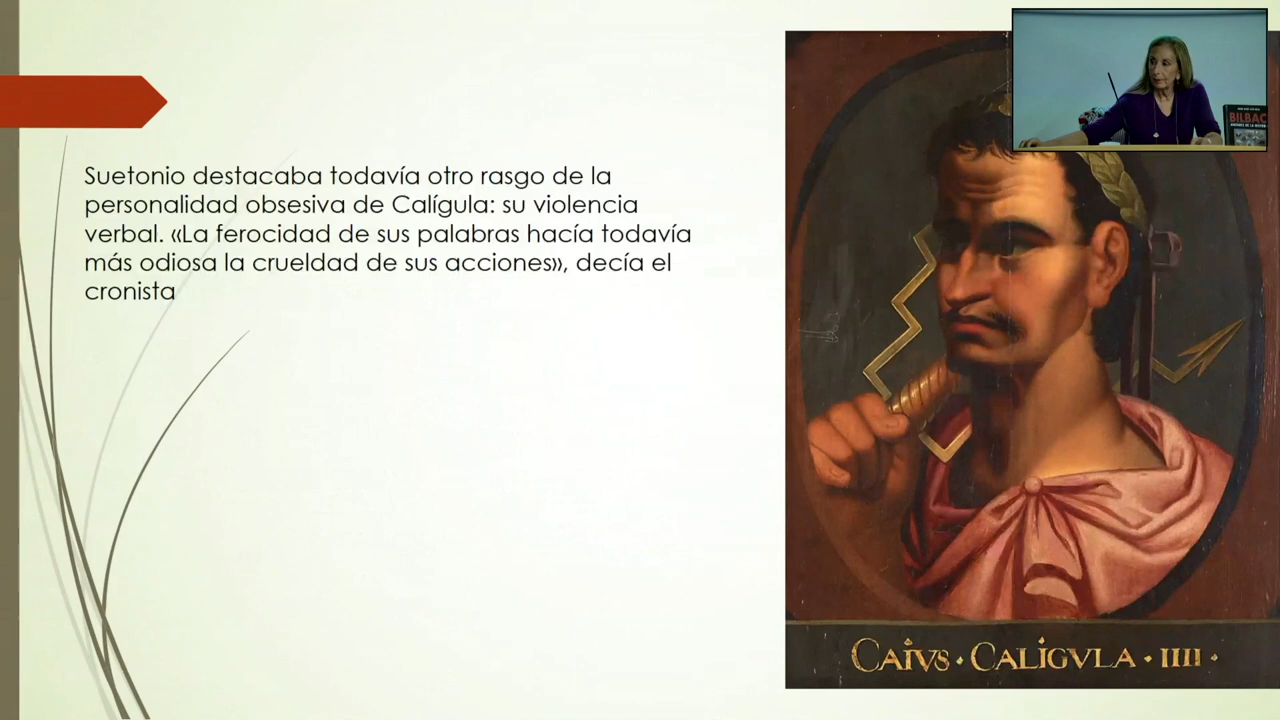 Suetonio destacaba todavía otro rasgo de la
personalidad obsesiva de Calígula: su violencia
verbal. «La ferocidad de sus palabras hacía todavía
más odiosa la crueldad de sus acciones», decía el
cronista
BILBAO
CAIVS · CALIGVLA · IIII ·